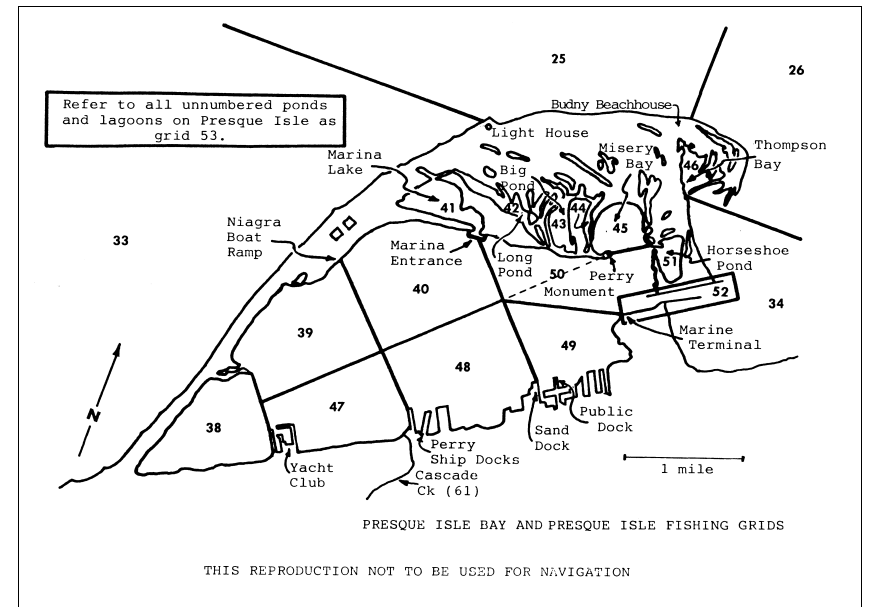 25
26
Budny Beachhouse
Refer to all unnumbered ponds
and lagoons on Presque Isle as
grid 53.
Light House
Misery
Bay
Thompson
Bay
Marina
Lake
Big
Pond
46
41
42
43
44
45
33
Niagra
Boat
Ramp
Marina
Entrance
Long
Pond
50
Perry
Monument
51
Horseshoe
Pond
52
34
40
39
Marine
Terminal
49
48
N
38
47
Public
Dock
Sand
Dock
Perry
Ship Docks
Yacht
Club
Cascade
Ck (61)
1 mile
PRESQUE ISLE BAY AND PRESQUE ISLE FISHING GRIDS
THIS REPRODUCTION NOT TO BE USED FOR NAVIGATION